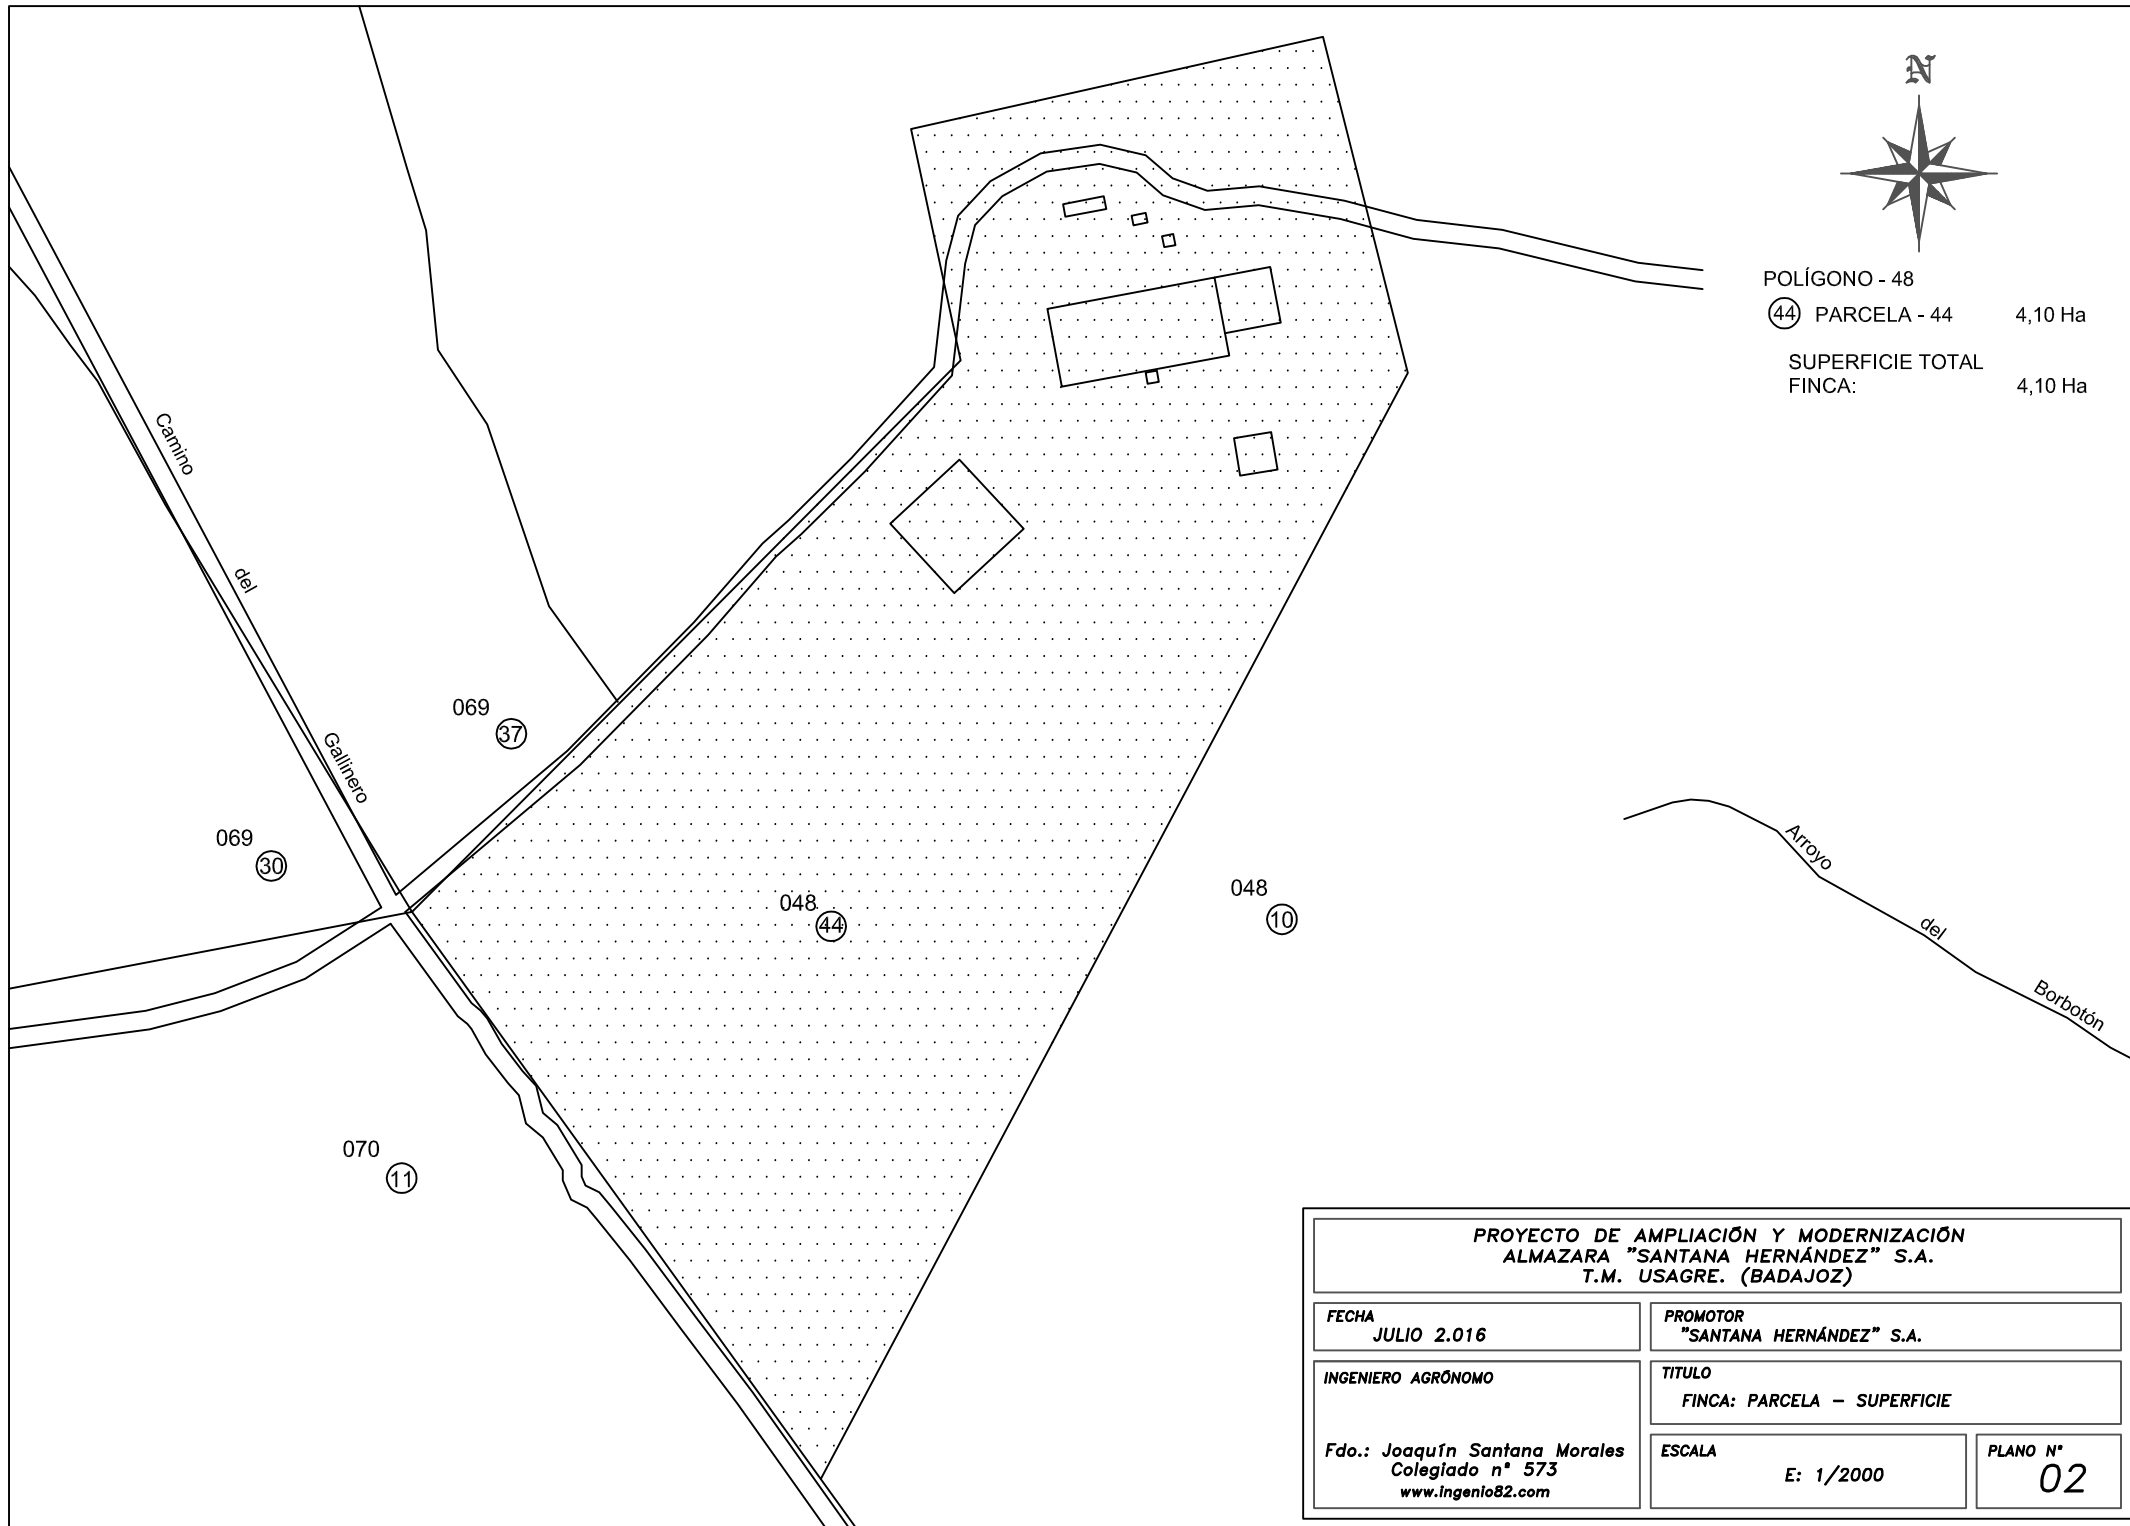 N
POLÍGONO - 48
44 PARCELA - 44 4,10 Ha
SUPERFICIE TOTAL
FINCA: 4,10 Ha
Camino
del
Gallinero
069
37
069
30
048
44
048
10
Arroyo
del
Borbotón
070
11
PROYECTO DE AMPLIACIÓN Y MODERNIZACIÓN
ALMAZARA "SANTANA HERNÁNDEZ" S.A.
T.M. USAGRE. (BADAJOZ)
FECHA
JULIO 2.016
PROMOTOR
"SANTANA HERNÁNDEZ" S.A.
INGENIERO AGRÓNOMO
Fdo.: Joaquín Santana Morales
Colegiado nº 573
www.ingenio82.com
TITULO
FINCA: PARCELA - SUPERFICIE
ESCALA
E: 1/2000
PLANO Nº
02